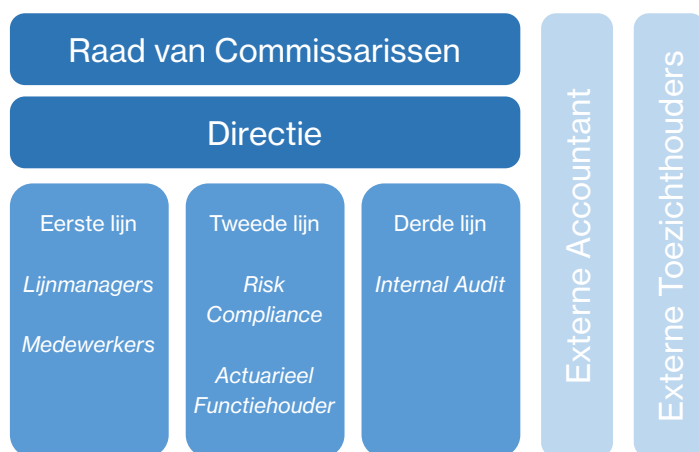 Raad van Commissarissen
Directie
Eerste lijn
Lijnmanagers
Medewerkers
Tweede lijn
Risk
Compliance
Actuarieel
Functiehouder
Derde lijn
Internal Audit
Externe Accountant
Externe Toezichthouders